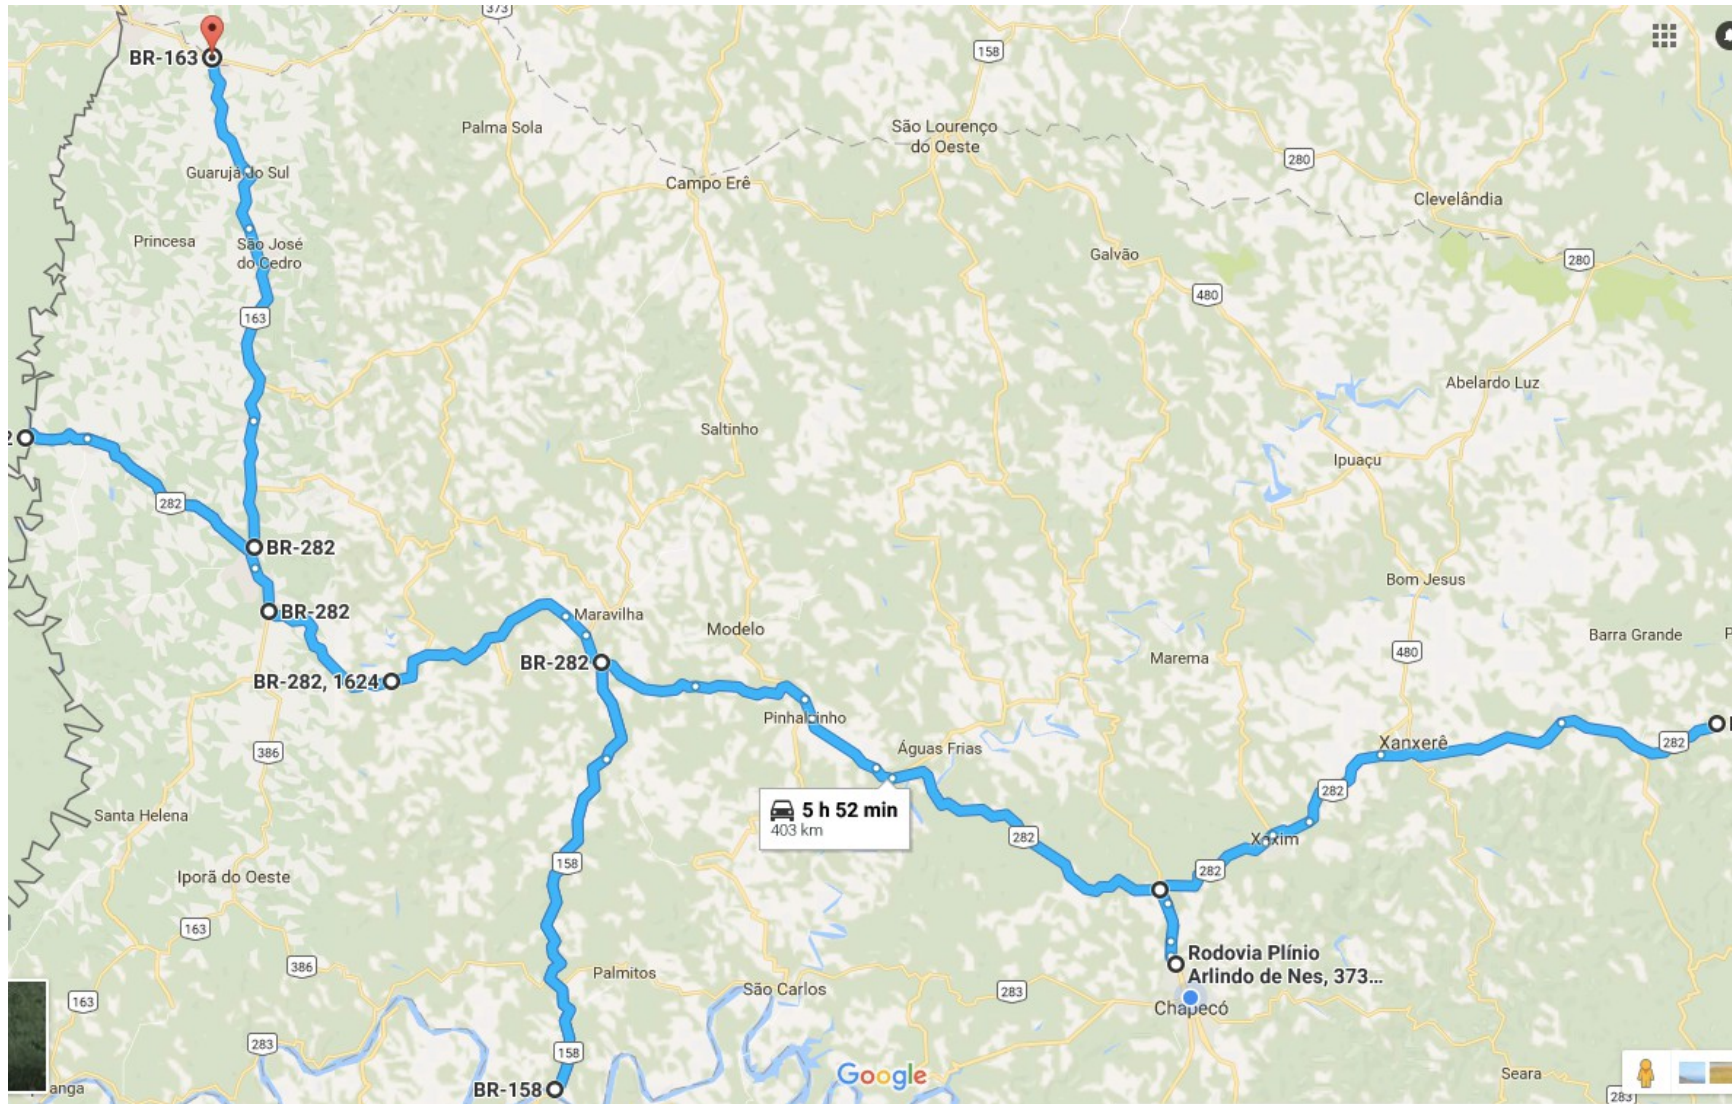 373
BR-163
158
Palma Sola
São Lourenço
do Oeste
280
Guarujá do Sul
Campo Erê
Clevelândia
Princesa
São José
do Cedro
Galvão
280
480
163
Abelardo Luz
Saltinho
2
Ipuaçu
282
BR-282
Bom Jesus
BR-282
Maravilha
Modelo
Barra Grande
P
480
Marema
BR-282
BR-282, 1624
Pinhalzinho
Águas Frias
Xanxerê
282
386
282
5 h 52 min
403 km
Santa Helena
282
Xaxim
158
282
Iporã do Oeste
163
386
Rodovia Plínio
Arlindo de Nes, 373...
Palmitos
São Carlos
283
163
Chapecó
283
158
Google
Seara
BR-158
anga
283